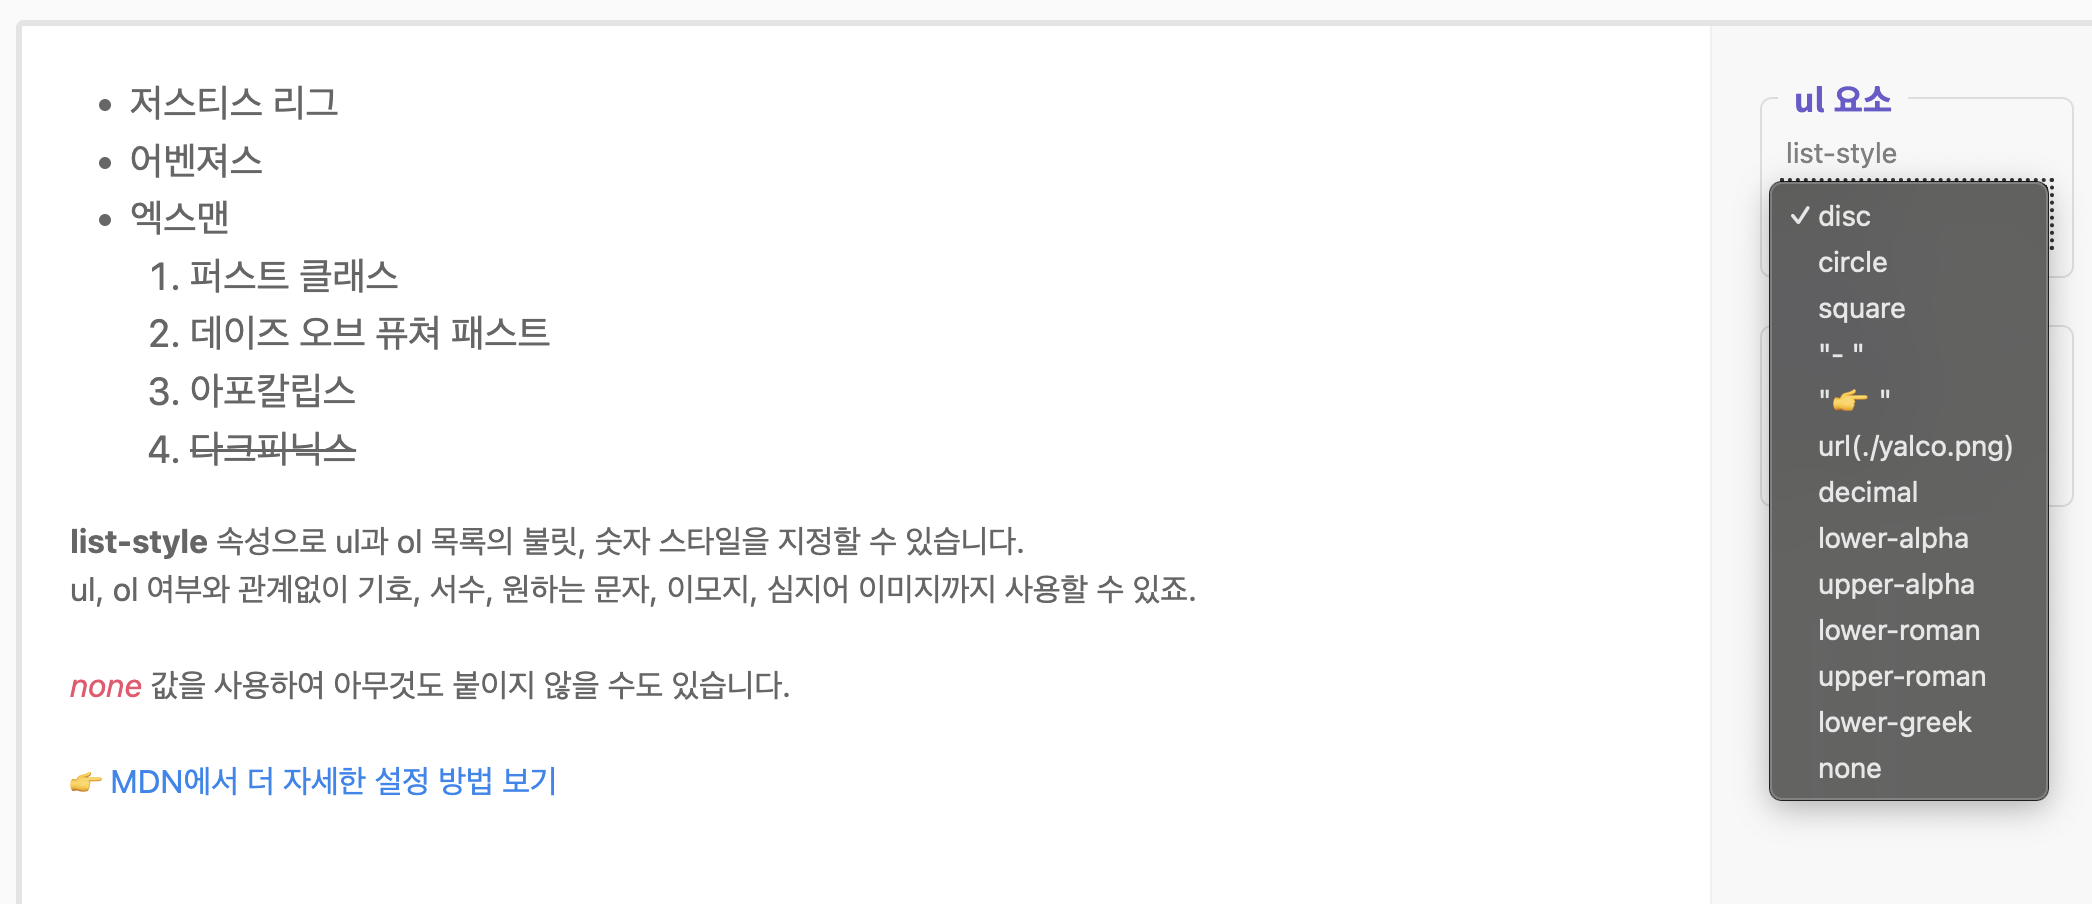 • 저스티스 리그
• 어벤져스
• 엑스맨
1. 퍼스트 클래스
2. 데이즈 오브 퓨쳐 패스트
3. 아포칼립스
4. 다크피닉스
list-style 속성으로 ul과 ol 목록의 불릿, 숫자 스타일을 지정할 수 있습니다.
ul, ol 여부와 관계없이 기호, 서수, 원하는 문자, 이모지, 심지어 이미지까지 사용할 수 있죠.
none 값을 사용하여 아무것도 붙이지 않을 수도 있습니다.
👉 MDN에서 더 자세한 설정 방법 보기
ul 요소
list-style
✓ disc
circle
square
"- "
"👉 "
url(./yalco.png)
decimal
lower-alpha
upper-alpha
lower-roman
upper-roman
lower-greek
none